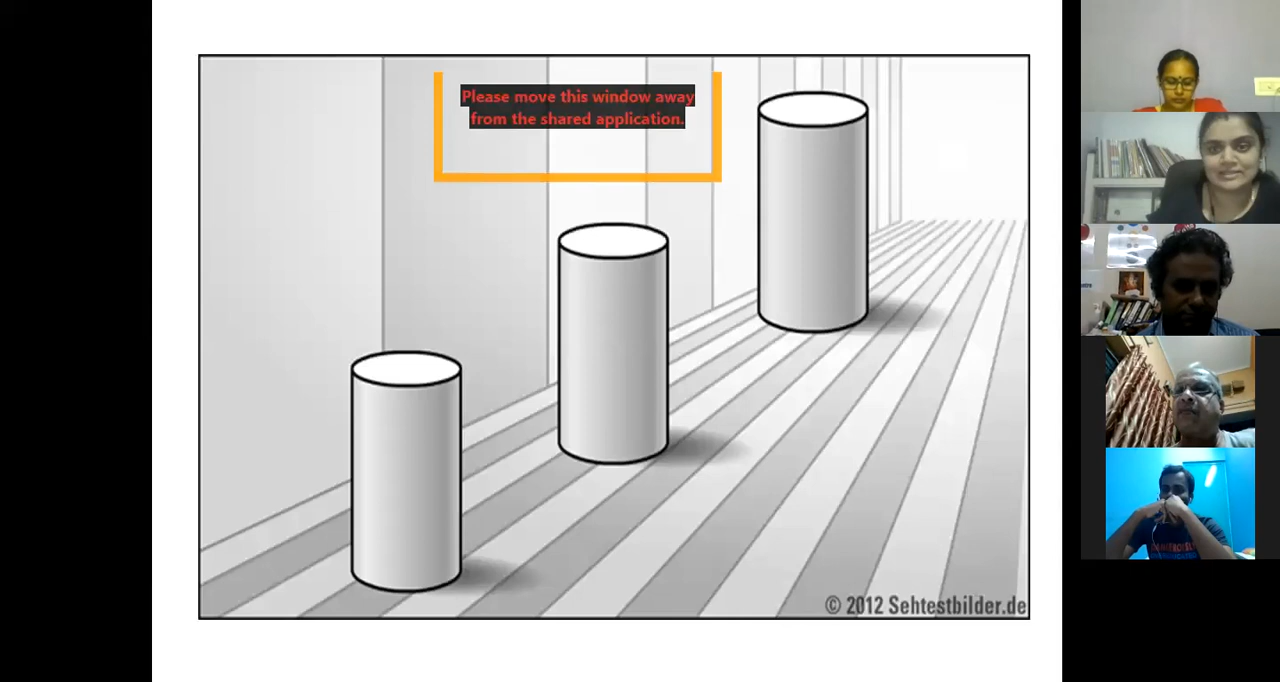 Please move this window away
from the shared application.
© 2012 Sehtestbilder.de